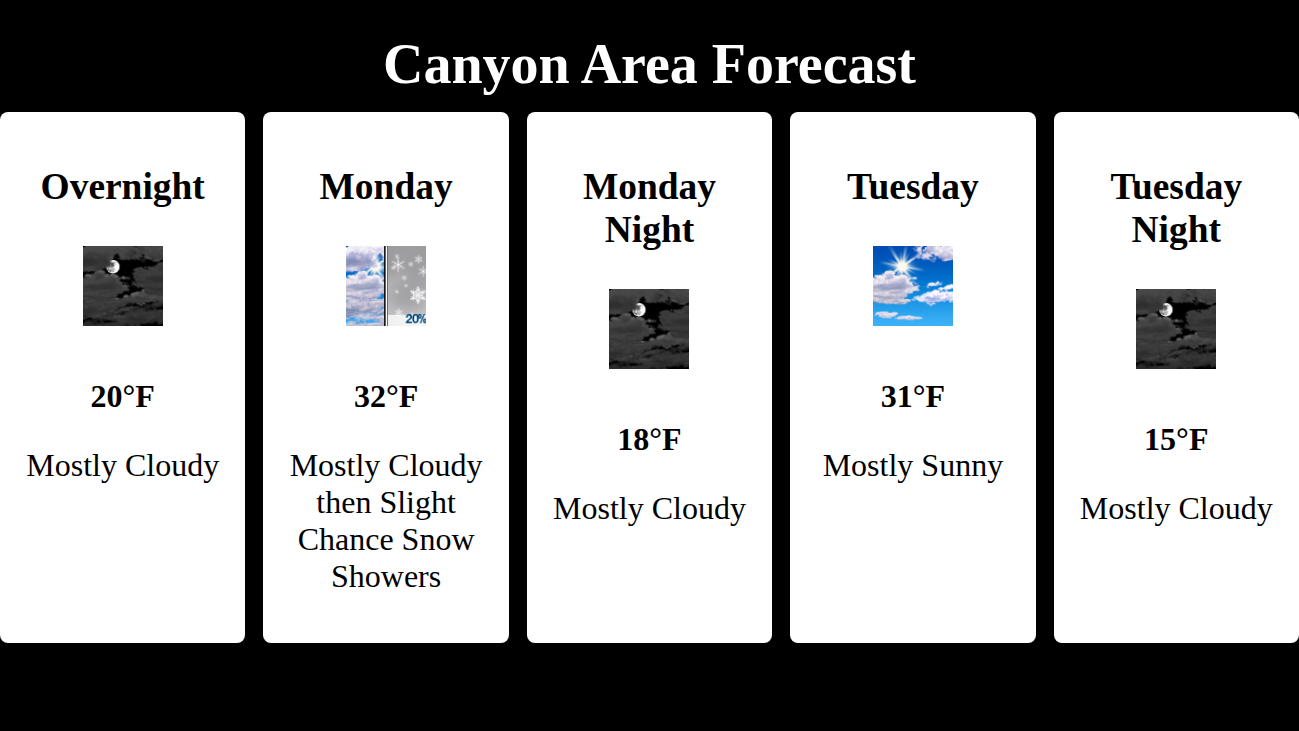 Canyon Area Forecast
Overnight
20°F
Mostly Cloudy
Monday
20%
32°F
Mostly Cloudy
then Slight
Chance Snow
Showers
Monday
Night
18°F
Mostly Cloudy
Tuesday
31°F
Mostly Sunny
Tuesday
Night
15°F
Mostly Cloudy